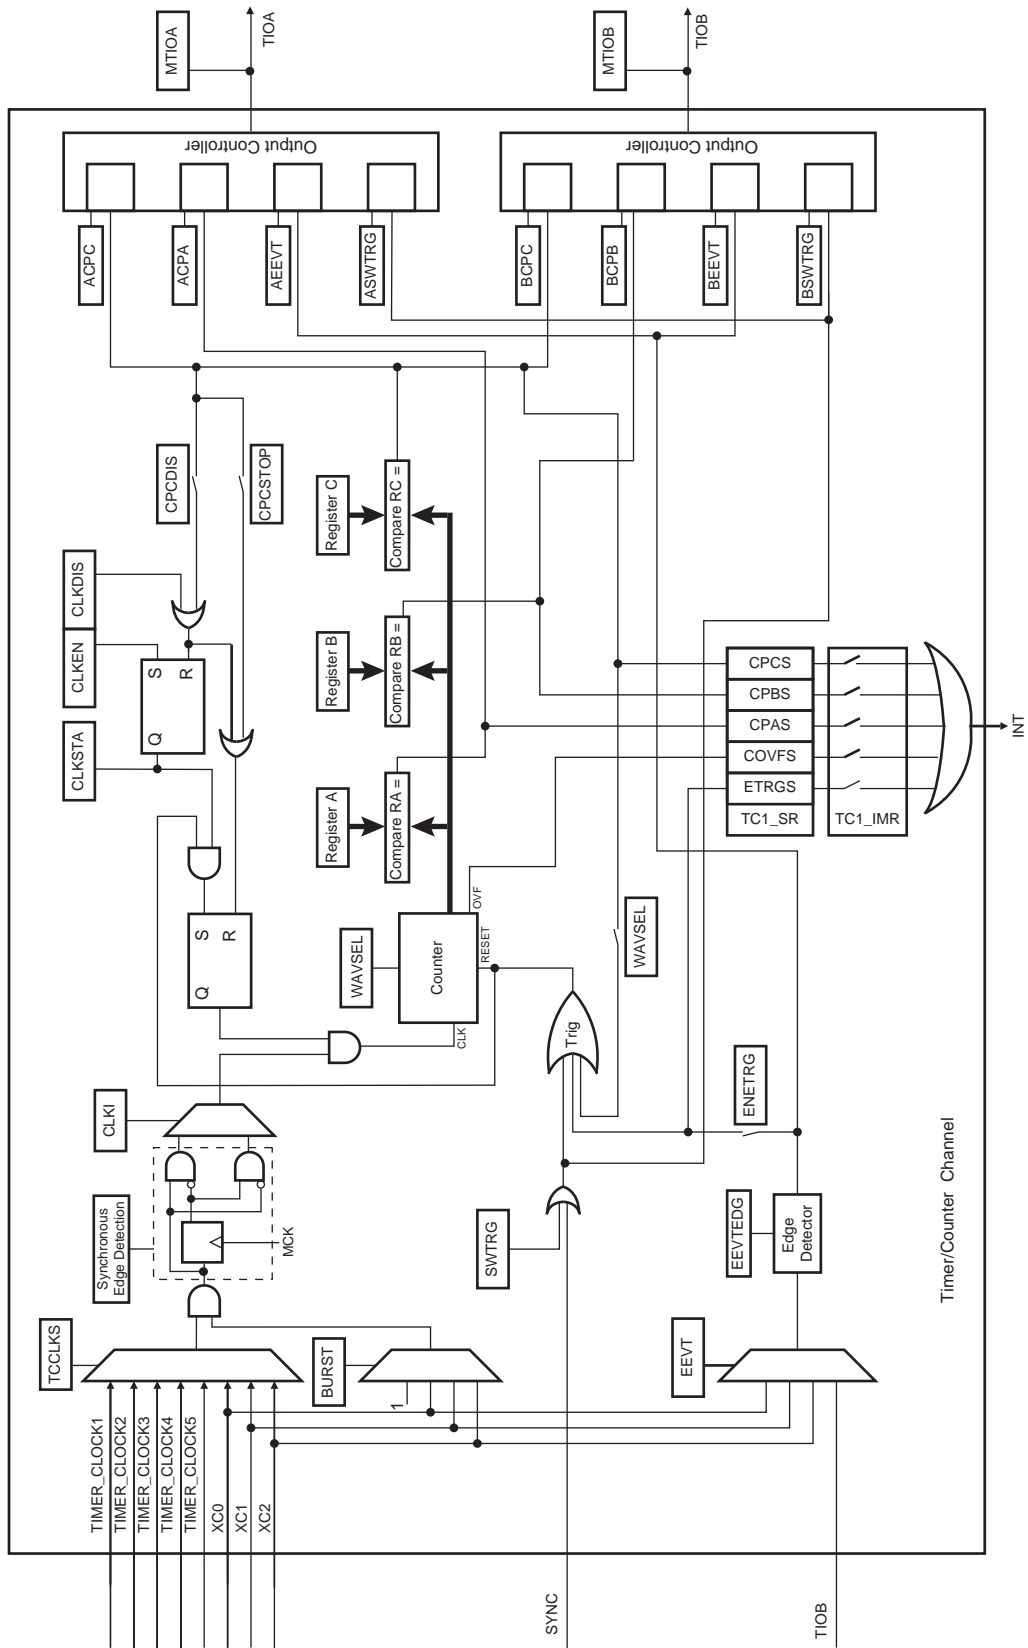 TIMER_CLOCK1
TIMER_CLOCK2
TIMER_CLOCK3
TIMER_CLOCK4
TIMER_CLOCK5
XC0
XC1
XC2
TCCLKS
Synchronous
Edge Detection
CLKI
MCK
BURST
1
CLKSTA
CLKEN
CLKDIS
Q
S
R
Q
S
R
CPCDIS
CPCSTOP
ACPC
ACPA
AEEVT
ASWTRG
Output Controller
MTIOA
TIOA
Register A
Register B
Register C
Compare RA =
Compare RB =
Compare RC =
WAVSEL
Counter
CLK
RESET
OVF
SWTRG
SYNC
Trig
WAVSEL
BCPC
BCPB
BEEVT
BSWTRG
Output Controller
MTIOB
TIOB
EEVT
EEVTEDG
Edge
Detector
ENETRG
TIOB
ETRGS
COVFS
CPAS
CPBS
CPCS
TC1_SR
TC1_IMR
INT
Timer/Counter Channel